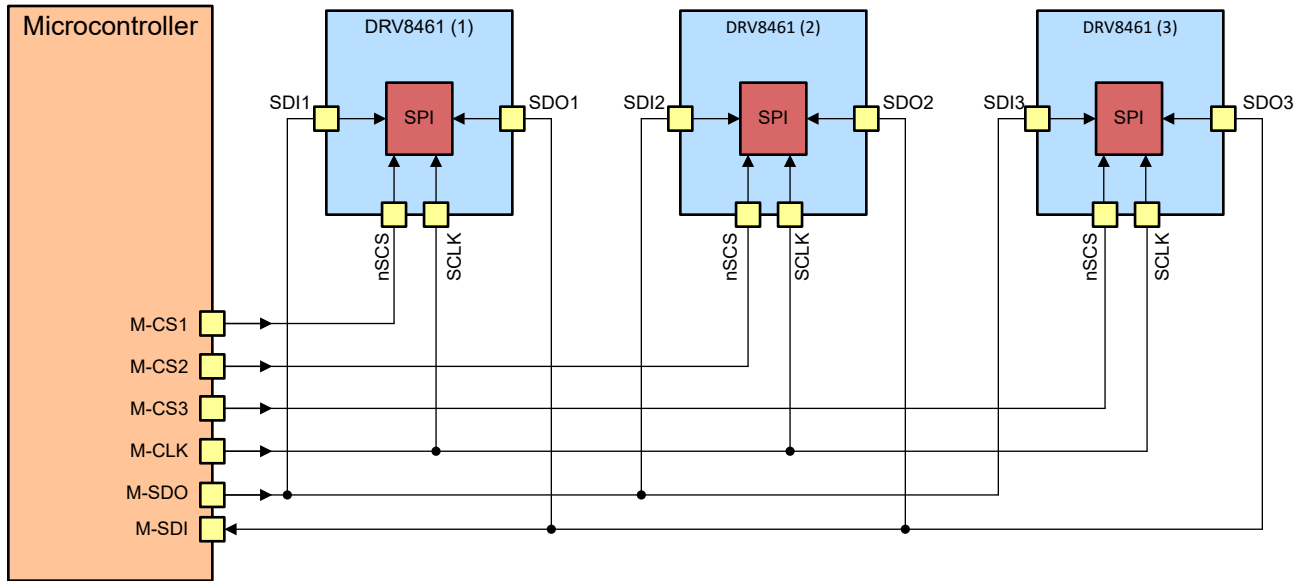 Microcontroller
DRV8461 (1)
DRV8461 (2)
DRV8461 (3)
SDI1
SPI
SDO1
SDI2
SPI
SDO2
SDI3
SPI
SDO3
nSCS
SCLK
nSCS
SCLK
nSCS
SCLK
M-CS1
M-CS2
M-CS3
M-CLK
M-SDO
M-SDI